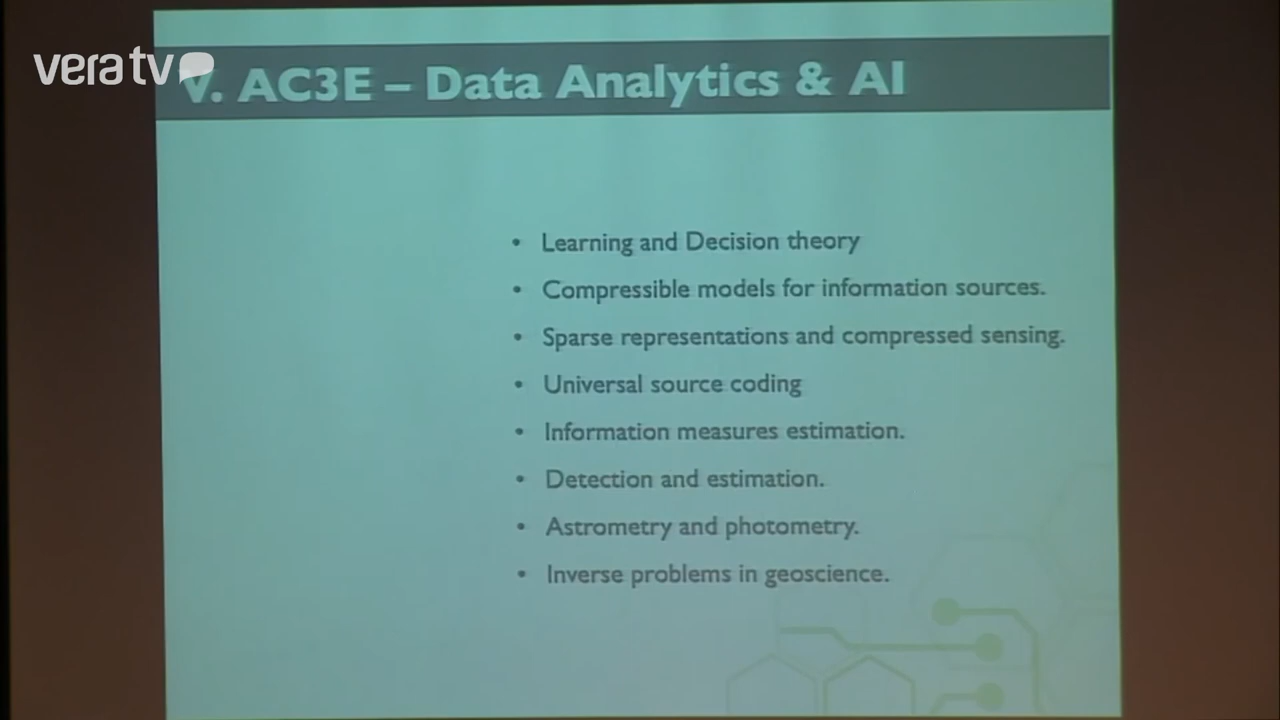 vera tv
V. AC3E – Data Analytics & AI
• Learning and Decision theory
• Compressible models for information sources.
• Sparse representations and compressed sensing.
• Universal source coding
• Information measures estimation.
• Detection and estimation.
• Astrometry and photometry.
• Inverse problems in geoscience.